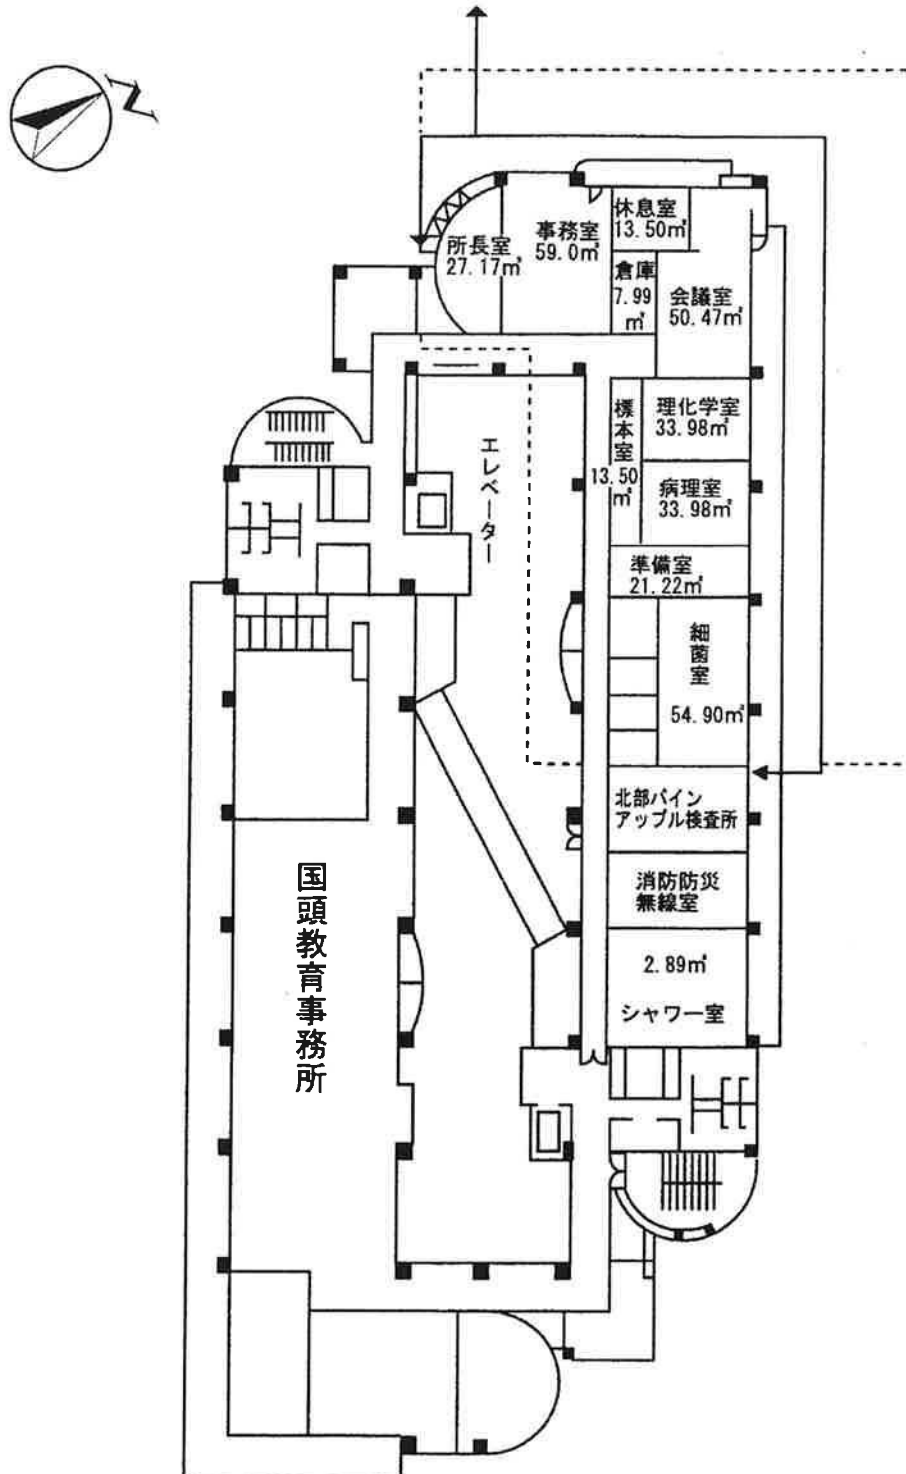 N
休息室
13.50㎡
事務室
59.0㎡
所長室
27.17㎡
倉庫
7.99
㎡
会議室
50.47㎡
標本室
13.50
㎡
理化学室
33.98㎡
エレベーター
病理室
33.98㎡
準備室
21.22㎡
細菌室
54.90㎡
北部パイン
アップル検査所
消防防災
無線室
国頭教育事務所
2.89㎡
シャワー室